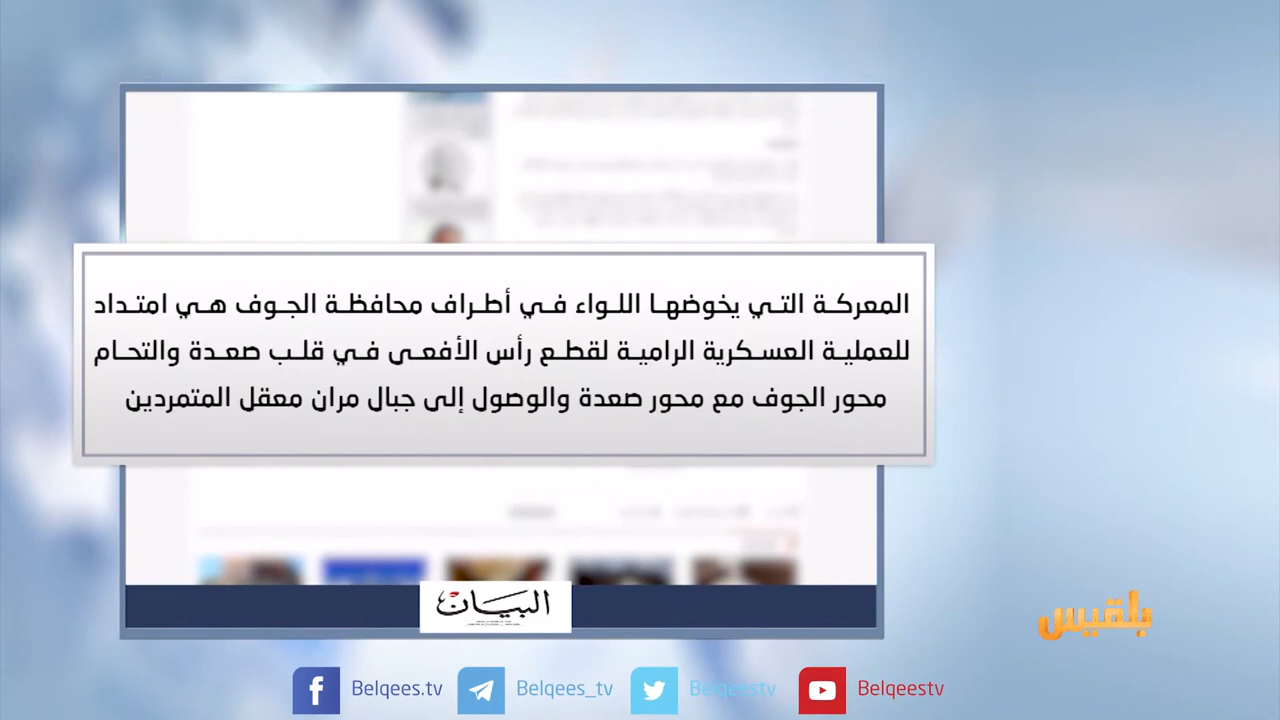 المعركة التي يخوضها اللواء في أطراف محافظة الجوف هي امتداد
للعملية العسكرية الرامية لقطع رأس الأفعى في قلب صعدة والتحام
محور الجوف مع محور صعدة والوصول إلى جبال مران معقل المتمردين
البيان
بلقيس
Belqees.tv
Belqees_tv
Belqeestv
Belqeestv